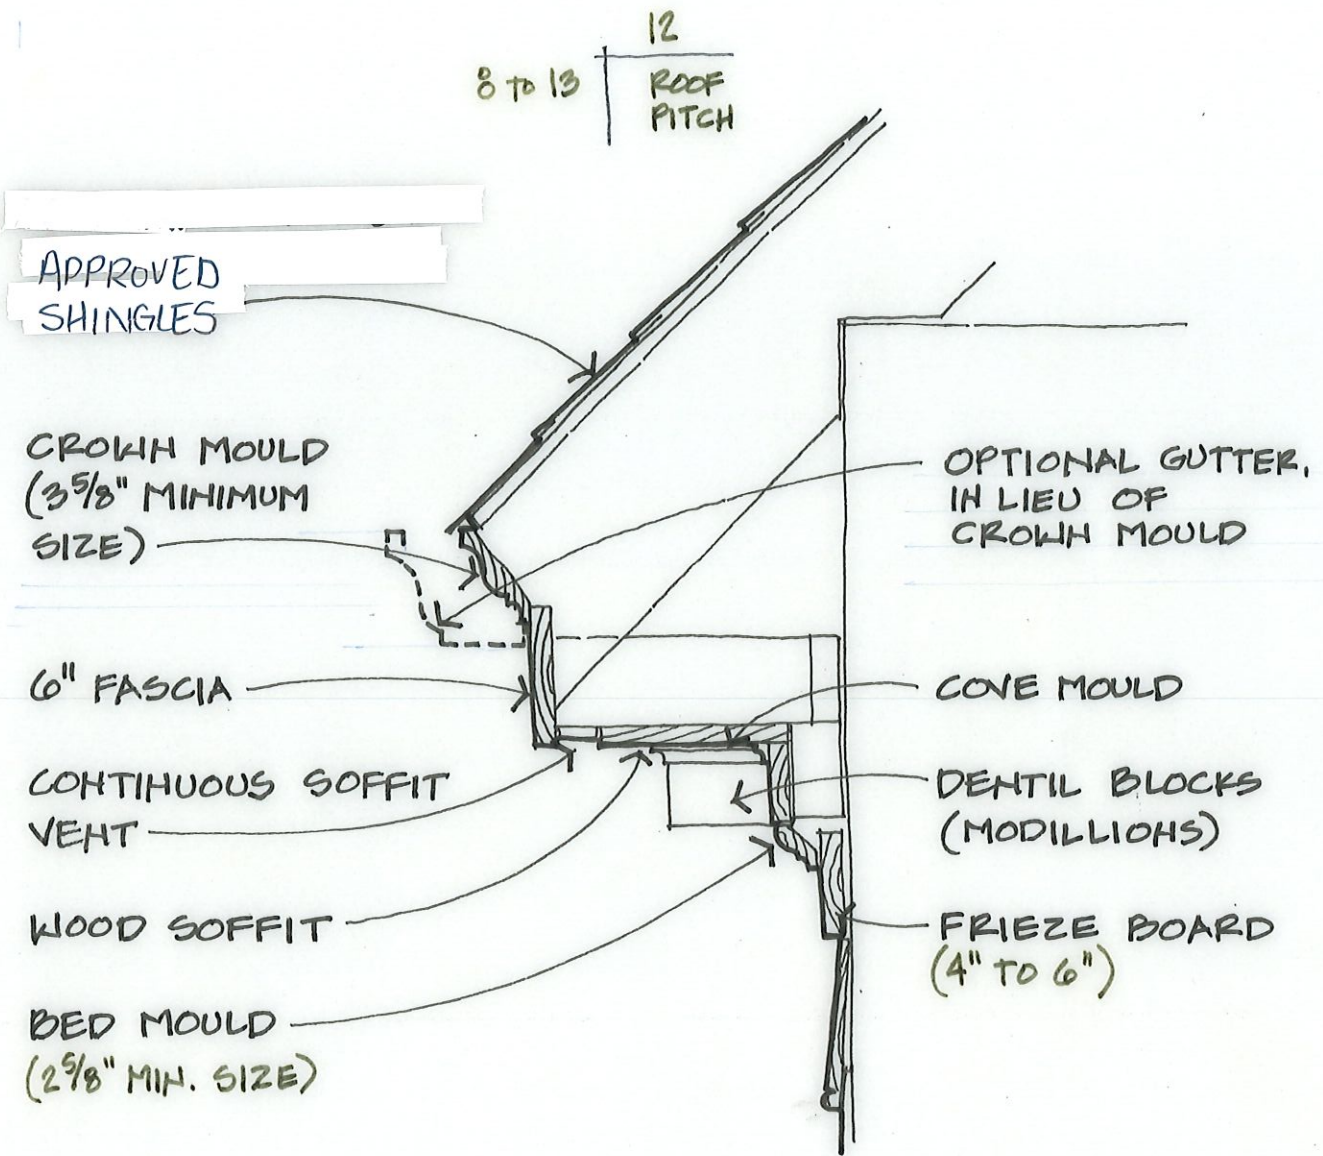 12
8 TO 13
ROOF
PITCH
APPROVED
SHINGLES
CROWN MOULD
(3 5/8" MINIMUM
SIZE)
6" FASCIA
CONTINUOUS SOFFIT
VENT
WOOD SOFFIT
BED MOULD
(2 5/8" MIN. SIZE)
OPTIONAL GUTTER,
IN LIEU OF
CROWN MOULD
COVE MOULD
DENTIL BLOCKS
(MODILLIONS)
FRIEZE BOARD
(4" TO 6")